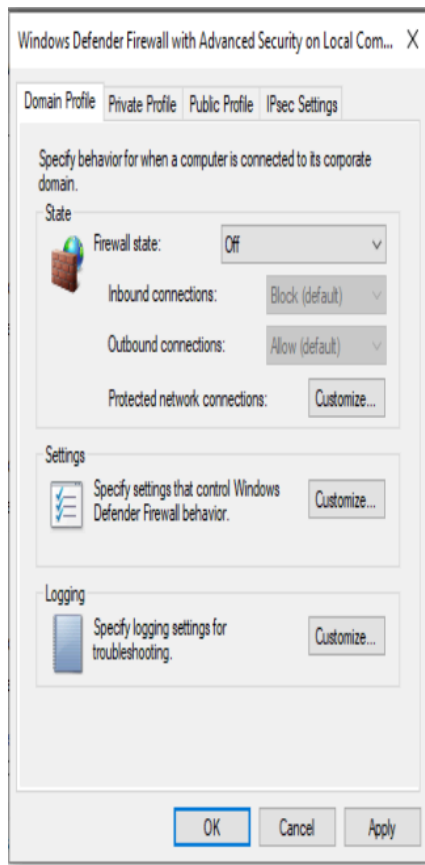 Windows Defender Firewall with Advanced Security on Local Com...
Domain Profile Private Profile Public Profile IPsec Settings
Specify behavior for when a computer is connected to its corporate
domain.
State
Firewall state: Off
Inbound connections: Block (default)
Outbound connections: Allow (default)
Protected network connections: Customize...
Settings
Specify settings that control Windows
Defender Firewall behavior.
Customize...
Logging
Specify logging settings for
troubleshooting.
Customize...
OK Cancel Apply